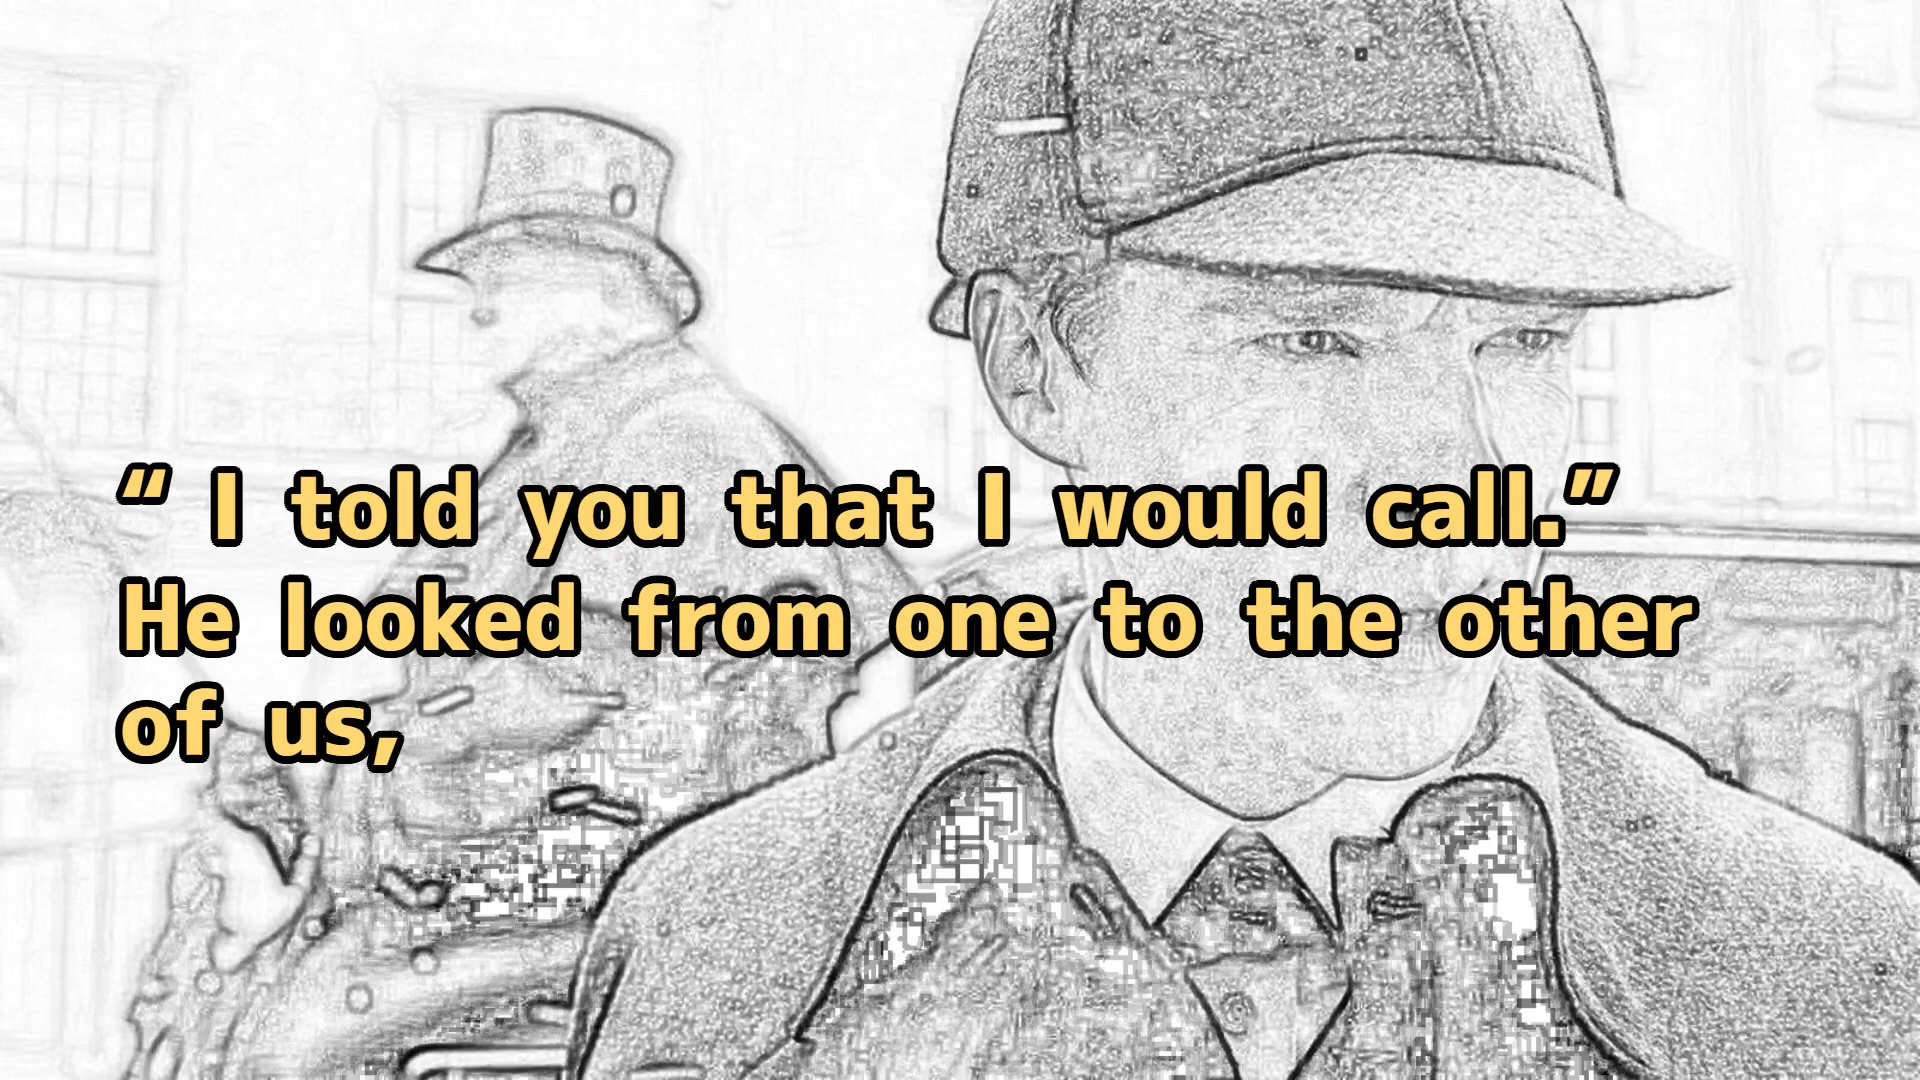 “ I told you that I would call.”
He looked from one to the other
of us,